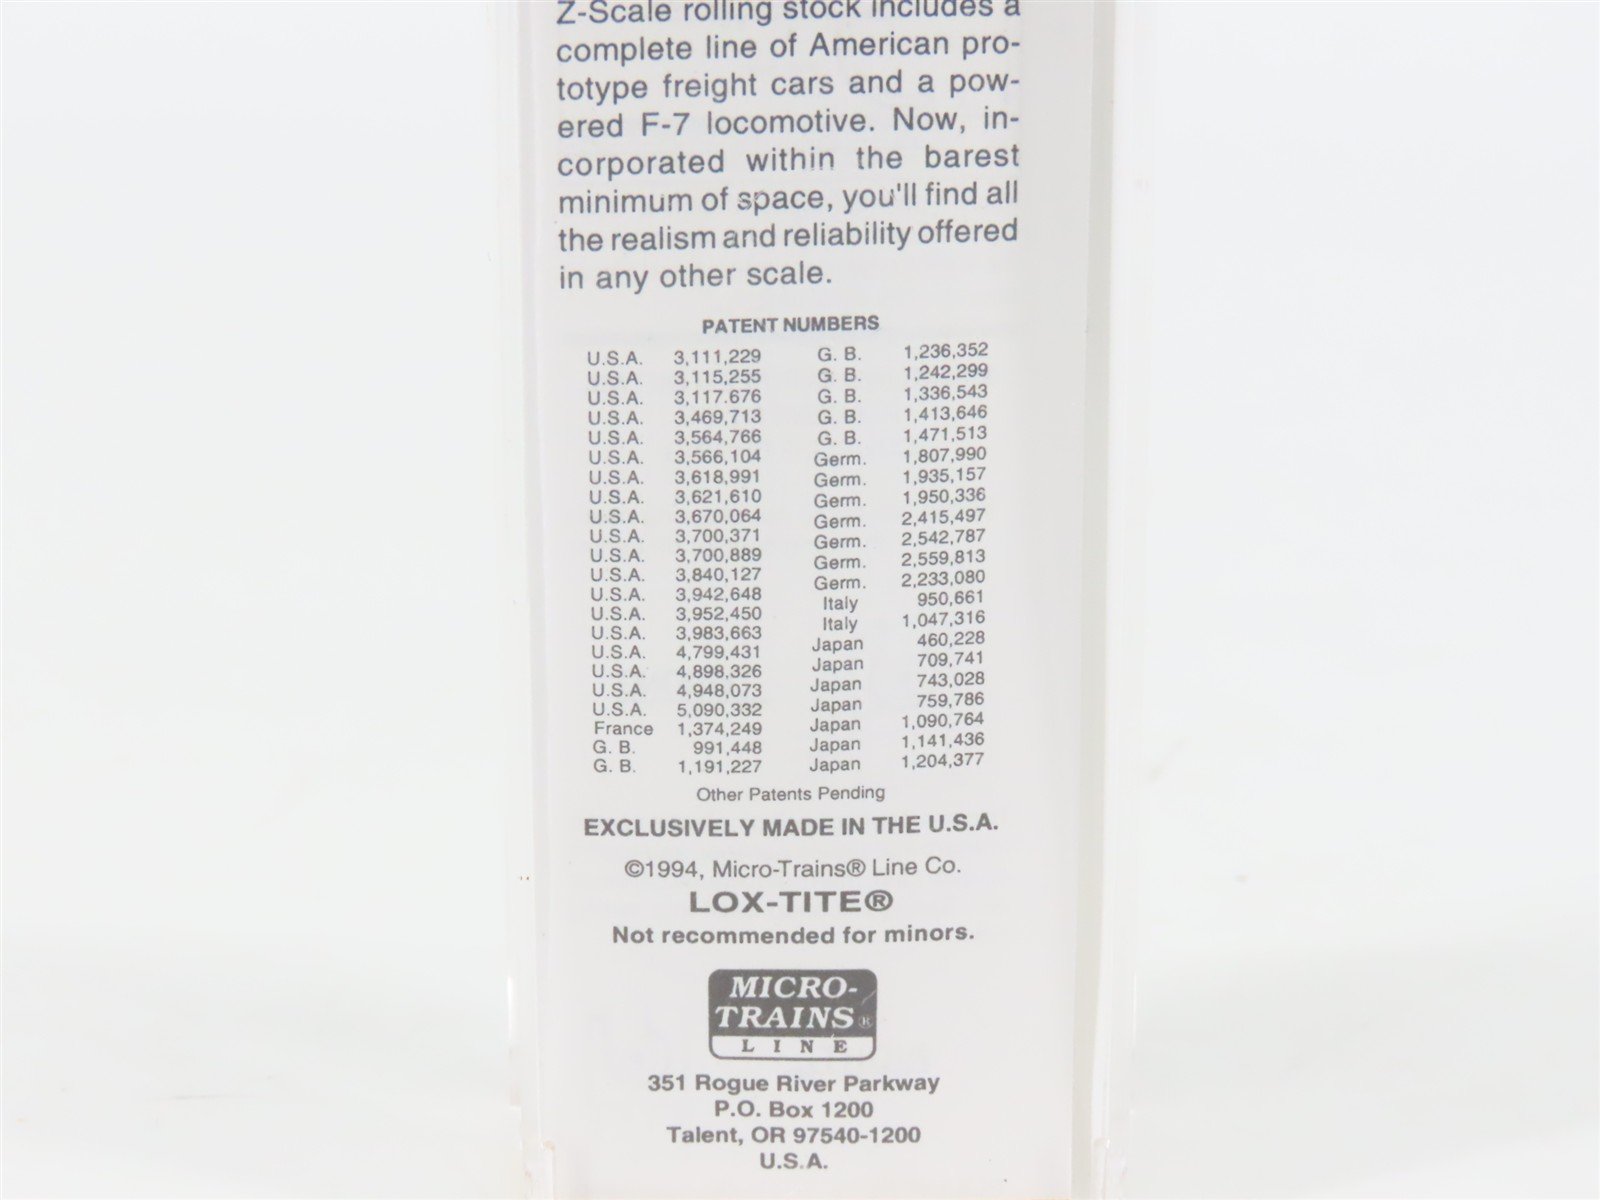 Z-Scale rolling stock includes a
complete line of American pro-
totype freight cars and a pow-
ered F-7 locomotive. Now, in-
corporated within the barest
minimum of space, you'll find all
the realism and reliability offered
in any other scale.
PATENT NUMBERS
U.S.A. 3,111,229 G. B. 1,236,352
U.S.A. 3,115,255 G. B. 1,242,299
U.S.A. 3,117.676 G. B. 1,336,543
U.S.A. 3,469,713 G. B. 1,413,646
U.S.A. 3,564,766 G. B. 1,471,513
U.S.A. 3,566,104 Germ. 1,807,990
U.S.A. 3,618,991 Germ. 1,935,157
U.S.A. 3,621,610 Germ. 1,950,336
U.S.A. 3,670,064 Germ. 2,415,497
U.S.A. 3,700,371 Germ. 2,542,787
U.S.A. 3,700,889 Germ. 2,559,813
U.S.A. 3,840,127 Germ. 2,233,080
U.S.A. 3,942,648 Italy 950,661
U.S.A. 3,952,450 Italy 1,047,316
U.S.A. 3,983,663 Japan 460,228
U.S.A. 4,799,431 Japan 709,741
U.S.A. 4,898,326 Japan 743,028
U.S.A. 4,948,073 Japan 759,786
U.S.A. 5,090,332 Japan 1,090,764
France 1,374,249 Japan 1,141,436
G. B. 991,448 Japan 1,204,377
G. B. 1,191,227
Other Patents Pending
EXCLUSIVELY MADE IN THE U.S.A.
©1994, Micro-Trains® Line Co.
LOX-TITE®
Not recommended for minors.
MICRO-
TRAINS®
LINE
351 Rogue River Parkway
P.O. Box 1200
Talent, OR 97540-1200
U.S.A.